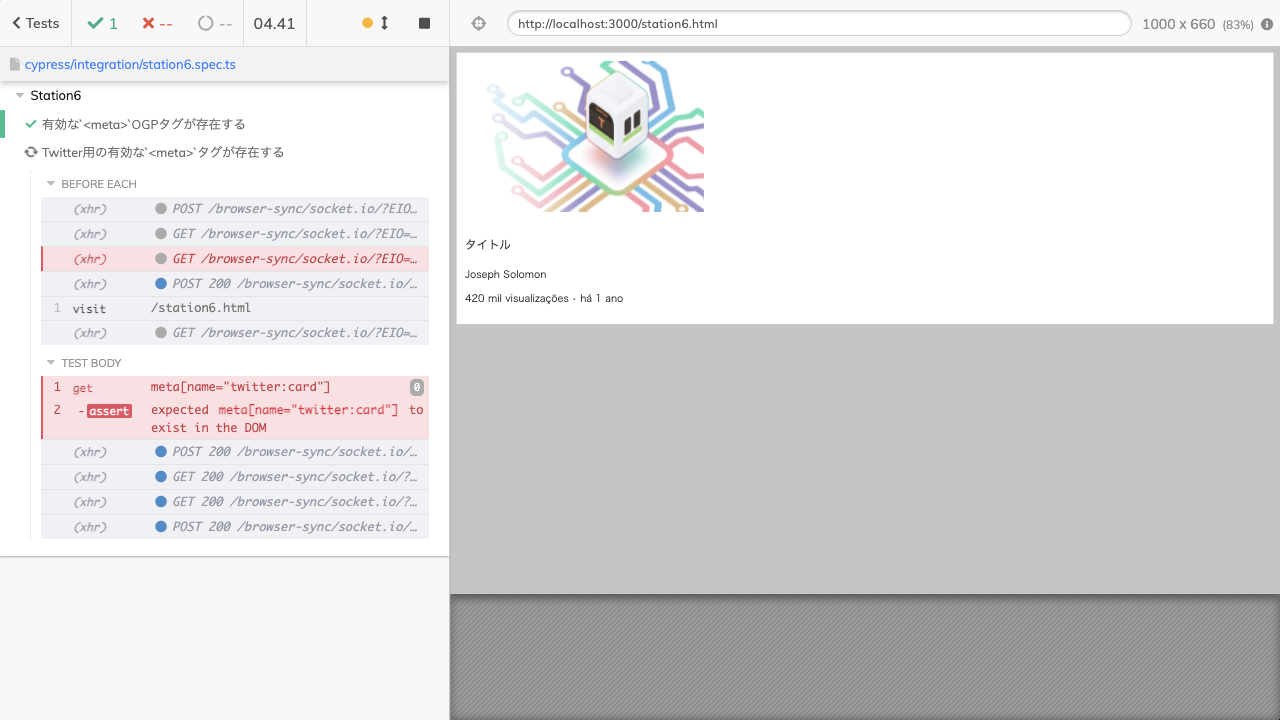 Tests
1
--
--
04.41
http://localhost:3000/station6.html
1000 x 660 (83%)
cypress/integration/station6.spec.ts
Station6
有効な`<meta>`OGPタグが存在する
Twitter用の有効な`<meta>`タグが存在する
BEFORE EACH
(xhr) POST /browser-sync/socket.io/?EIO…
(xhr) GET /browser-sync/socket.io/?EIO=…
(xhr) GET /browser-sync/socket.io/?EIO=…
(xhr) POST 200 /browser-sync/socket.io/…
1 visit /station6.html
(xhr) GET /browser-sync/socket.io/?EIO=…
TEST BODY
1 get meta[name="twitter:card"] 0
2 -assert expected meta[name="twitter:card"] to
exist in the DOM
(xhr) POST 200 /browser-sync/socket.io/…
(xhr) GET 200 /browser-sync/socket.io/?…
(xhr) GET 200 /browser-sync/socket.io/?…
(xhr) POST 200 /browser-sync/socket.io/…
T
タイトル
Joseph Solomon
420 mil visualizações · há 1 ano